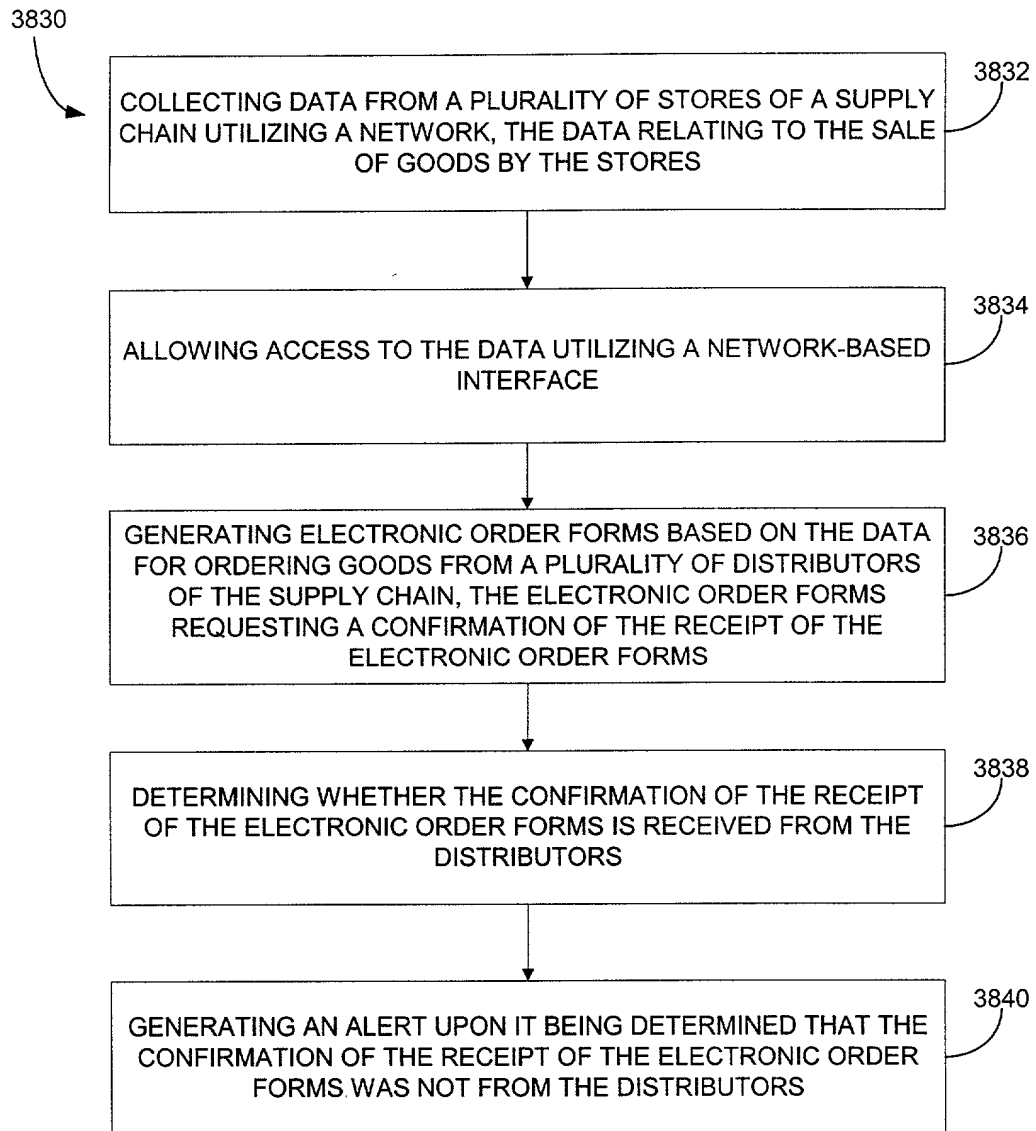 3830
3832
COLLECTING DATA FROM A PLURALITY OF STORES OF A SUPPLY
CHAIN UTILIZING A NETWORK, THE DATA RELATING TO THE SALE
OF GOODS BY THE STORES
3834
ALLOWING ACCESS TO THE DATA UTILIZING A NETWORK-BASED
INTERFACE
3836
GENERATING ELECTRONIC ORDER FORMS BASED ON THE DATA
FOR ORDERING GOODS FROM A PLURALITY OF DISTRIBUTORS
OF THE SUPPLY CHAIN, THE ELECTRONIC ORDER FORMS
REQUESTING A CONFIRMATION OF THE RECEIPT OF THE
ELECTRONIC ORDER FORMS
3838
DETERMINING WHETHER THE CONFIRMATION OF THE RECEIPT
OF THE ELECTRONIC ORDER FORMS IS RECEIVED FROM THE
DISTRIBUTORS
3840
GENERATING AN ALERT UPON IT BEING DETERMINED THAT THE
CONFIRMATION OF THE RECEIPT OF THE ELECTRONIC ORDER
FORMS WAS NOT FROM THE DISTRIBUTORS